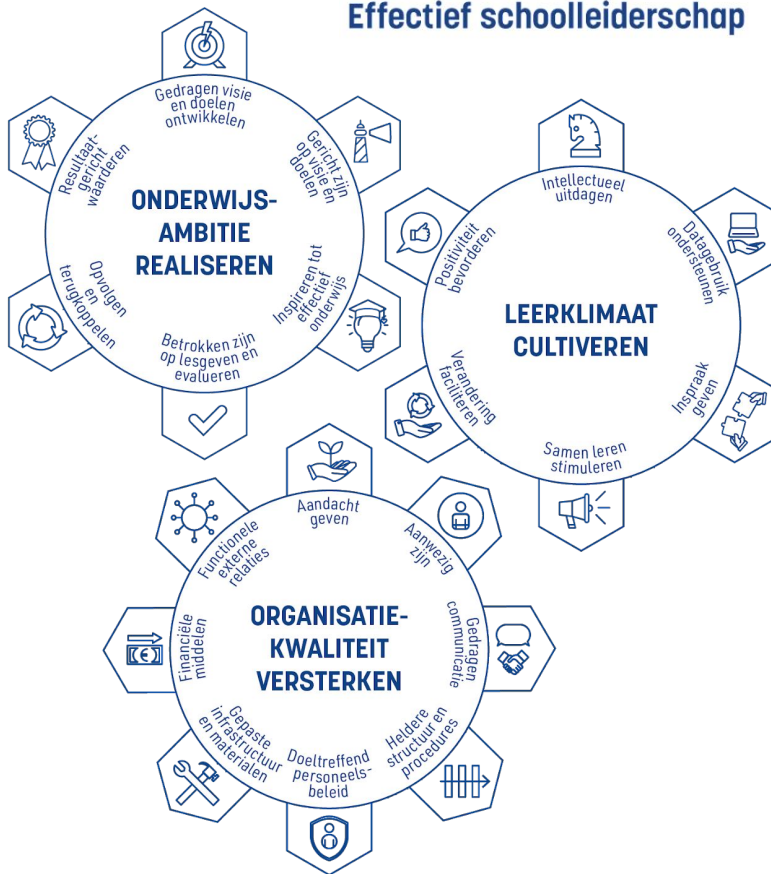 Effectief schoolleiderschap
Gedragen visie
en doelen
ontwikkelen
Gericht zijn
op visie en
doelen
Inspireren tot
effectief
onderwijs
Betrokken zijn
op lesgeven en
evalueren
Opvolgen
en
terugkoppelen
Resultaat-
gericht
waarderen
ONDERWIJS-
AMBITIE
REALISEREN
Intellectueel
uitdagen
Datagebruik
ondersteunen
Inspraak
geven
Samen leren
stimuleren
Verandering
faciliteren
Positiviteit
bevorderen
LEERKLIMAAT
CULTIVEREN
Aandacht
geven
Aanwezig
zijn
Gedragen
communicatie
Heldere
structuur en
procedures
Doeltreffend
personeels-
beleid
Gepaste
infrastructuur
en materialen
Financiële
middelen
Functionele
externe
relaties
ORGANISATIE-
KWALITEIT
VERSTERKEN